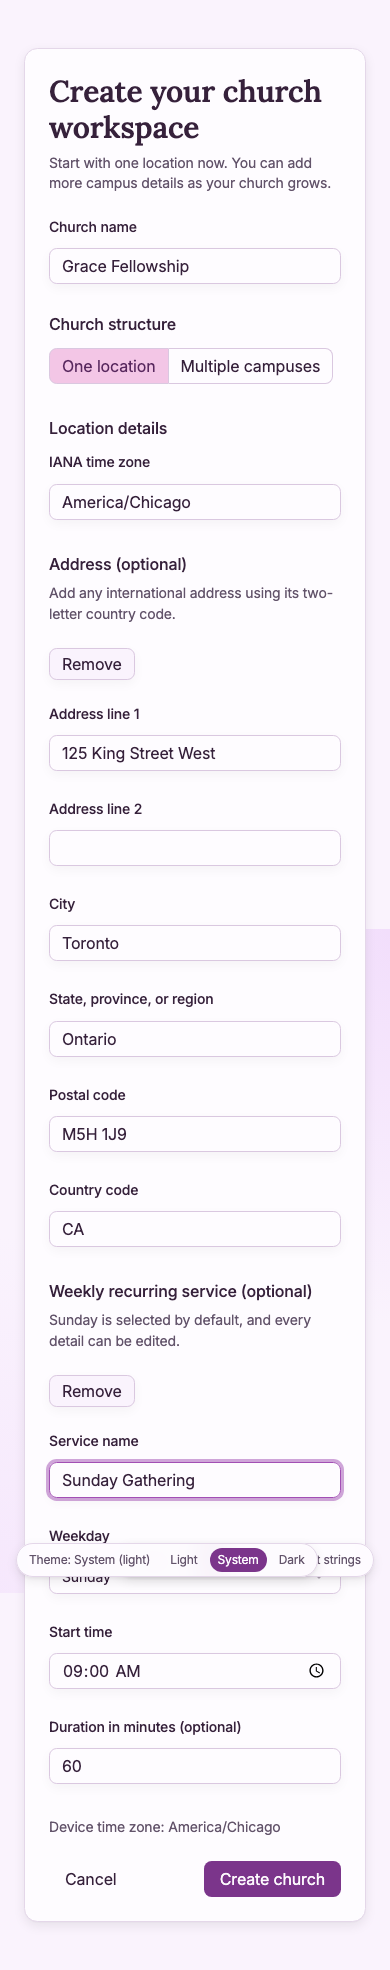 Create your church
workspace
Start with one location now. You can add
more campus details as your church grows.
Church name
Grace Fellowship
Church structure
One location
Multiple campuses
Location details
IANA time zone
America/Chicago
Address (optional)
Add any international address using its two-
letter country code.
Remove
Address line 1
125 King Street West
Address line 2
City
Toronto
State, province, or region
Ontario
Postal code
M5H 1J9
Country code
CA
Weekly recurring service (optional)
Sunday is selected by default, and every
detail can be edited.
Remove
Service name
Sunday Gathering
Weekday
Theme: System (light)
Light
System
Dark
t strings
Sunday
Start time
09:00 AM
Duration in minutes (optional)
60
Device time zone: America/Chicago
Cancel
Create church